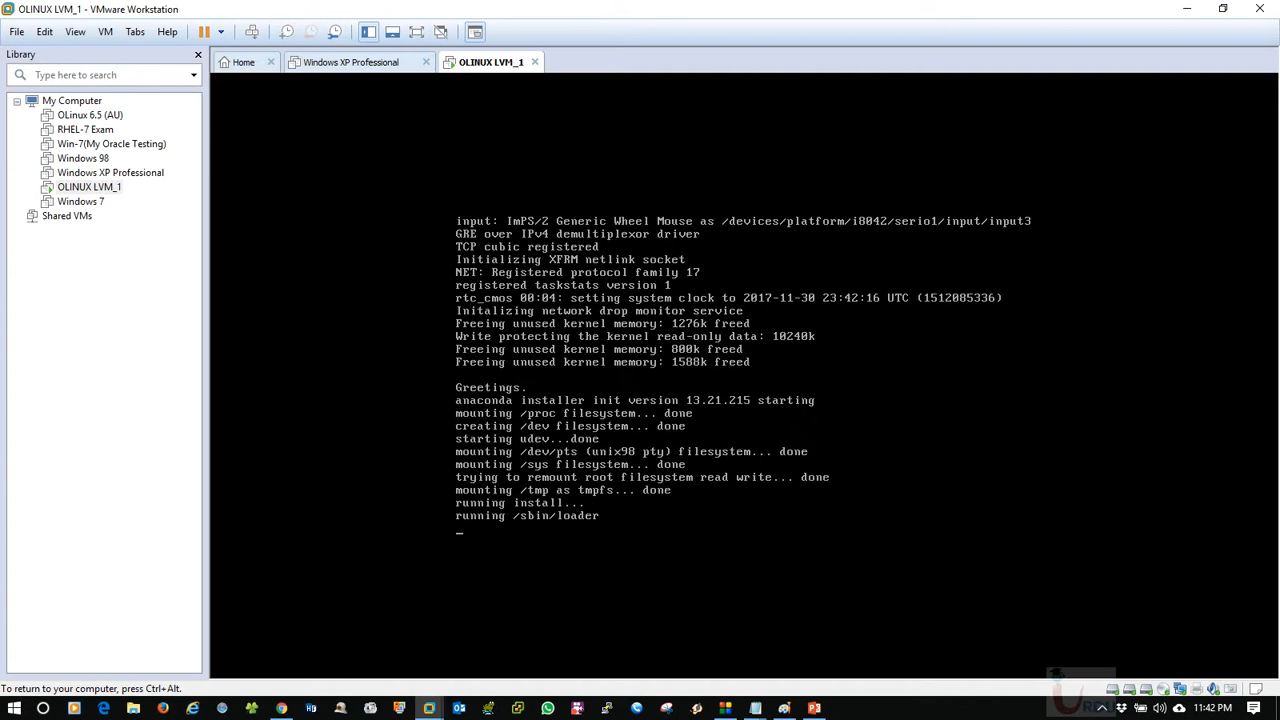 OLINUX LVM_1 - VMware Workstation
File Edit View VM Tabs Help
Library
Type here to search
Home
Windows XP Professional
OLINUX LVM_1
My Computer
OLinux 6.5 (AU)
RHEL-7 Exam
Win-7(My Oracle Testing)
Windows 98
Windows XP Professional
OLINUX LVM_1
Windows 7
Shared VMs
input: ImPS/2 Generic Wheel Mouse as /devices/platform/i8042/serio1/input/input3
GRE over IPv4 demultiplexor driver
TCP cubic registered
Initializing XFRM netlink socket
NET: Registered protocol family 17
registered taskstats version 1
rtc_cmos 00:04: setting system clock to 2017-11-30 23:42:16 UTC (1512085336)
Initalizing network drop monitor service
Freeing unused kernel memory: 1276k freed
Write protecting the kernel read-only data: 10240k
Freeing unused kernel memory: 800k freed
Freeing unused kernel memory: 1588k freed
Greetings.
anaconda installer init version 13.21.215 starting
mounting /proc filesystem... done
creating /dev filesystem... done
starting udev...done
mounting /dev/pts (unix98 pty) filesystem... done
mounting /sys filesystem... done
trying to remount root filesystem read write... done
mounting /tmp as tmpfs... done
running install...
running /sbin/loader
To return to your computer, press Ctrl+Alt.
11:42 PM